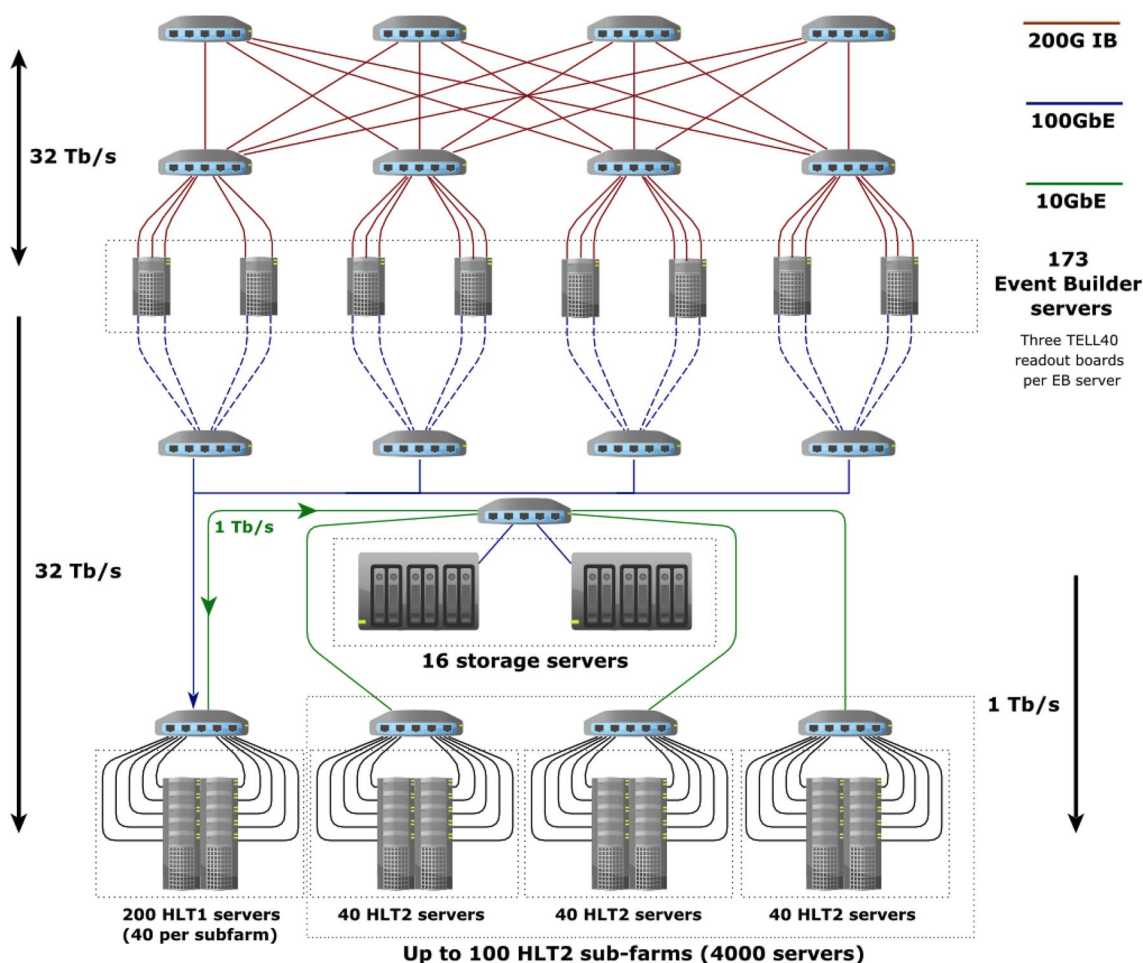 200G IB
100GbE
32 Tb/s
10GbE
173
Event Builder
servers
Three TELL40
readout boards
per EB server
1 Tb/s
32 Tb/s
16 storage servers
1 Tb/s
200 HLT1 servers
(40 per subfarm)
40 HLT2 servers
40 HLT2 servers
40 HLT2 servers
Up to 100 HLT2 sub-farms (4000 servers)